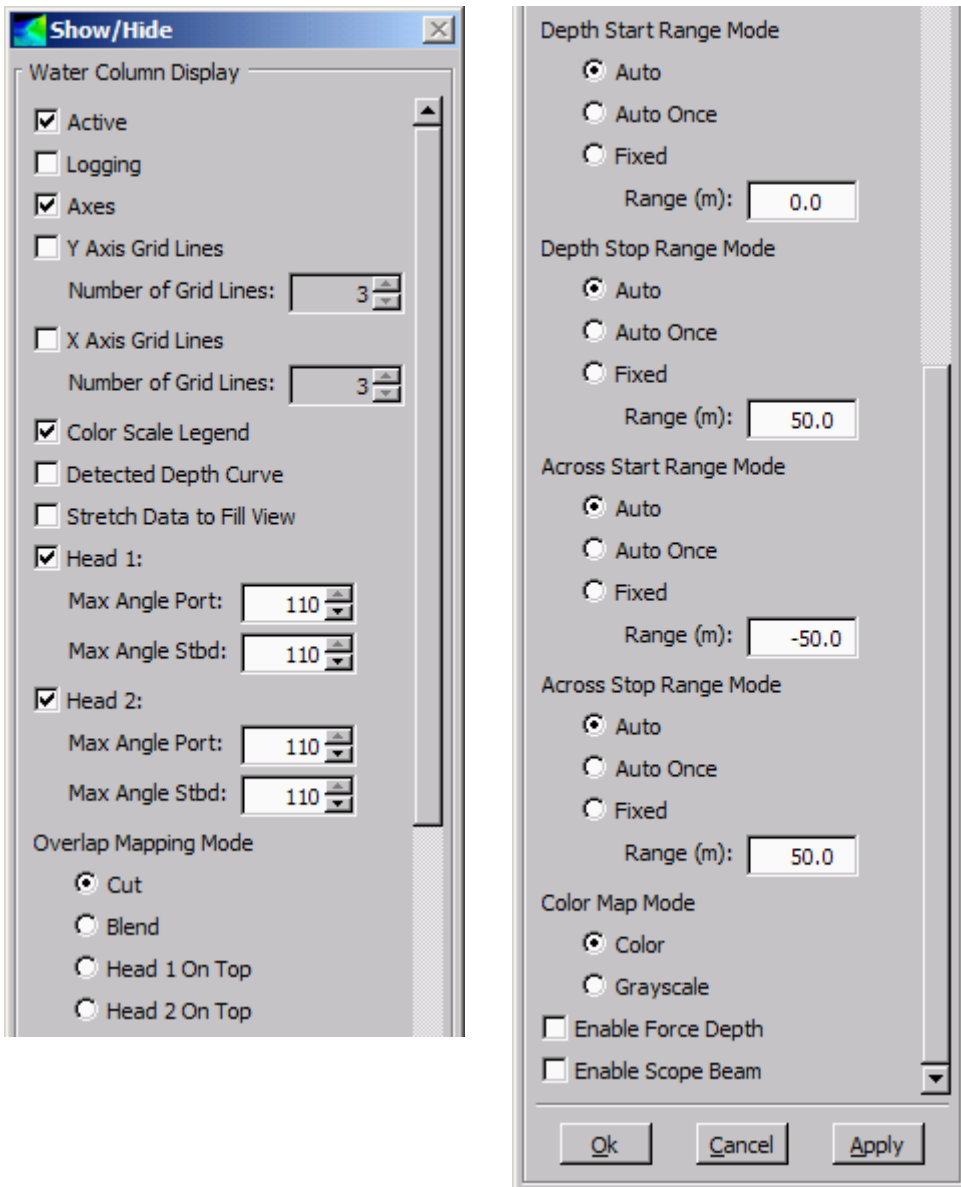 Show/Hide
Water Column Display
Active
Logging
Axes
Y Axis Grid Lines
Number of Grid Lines: 3
X Axis Grid Lines
Number of Grid Lines: 3
Color Scale Legend
Detected Depth Curve
Stretch Data to Fill View
Head 1:
Max Angle Port: 110
Max Angle Stbd: 110
Head 2:
Max Angle Port: 110
Max Angle Stbd: 110
Overlap Mapping Mode
Cut
Blend
Head 1 On Top
Head 2 On Top
Depth Start Range Mode
Auto
Auto Once
Fixed
Range (m): 0.0
Depth Stop Range Mode
Auto
Auto Once
Fixed
Range (m): 50.0
Across Start Range Mode
Auto
Auto Once
Fixed
Range (m): -50.0
Across Stop Range Mode
Auto
Auto Once
Fixed
Range (m): 50.0
Color Map Mode
Color
Grayscale
Enable Force Depth
Enable Scope Beam
Ok Cancel Apply